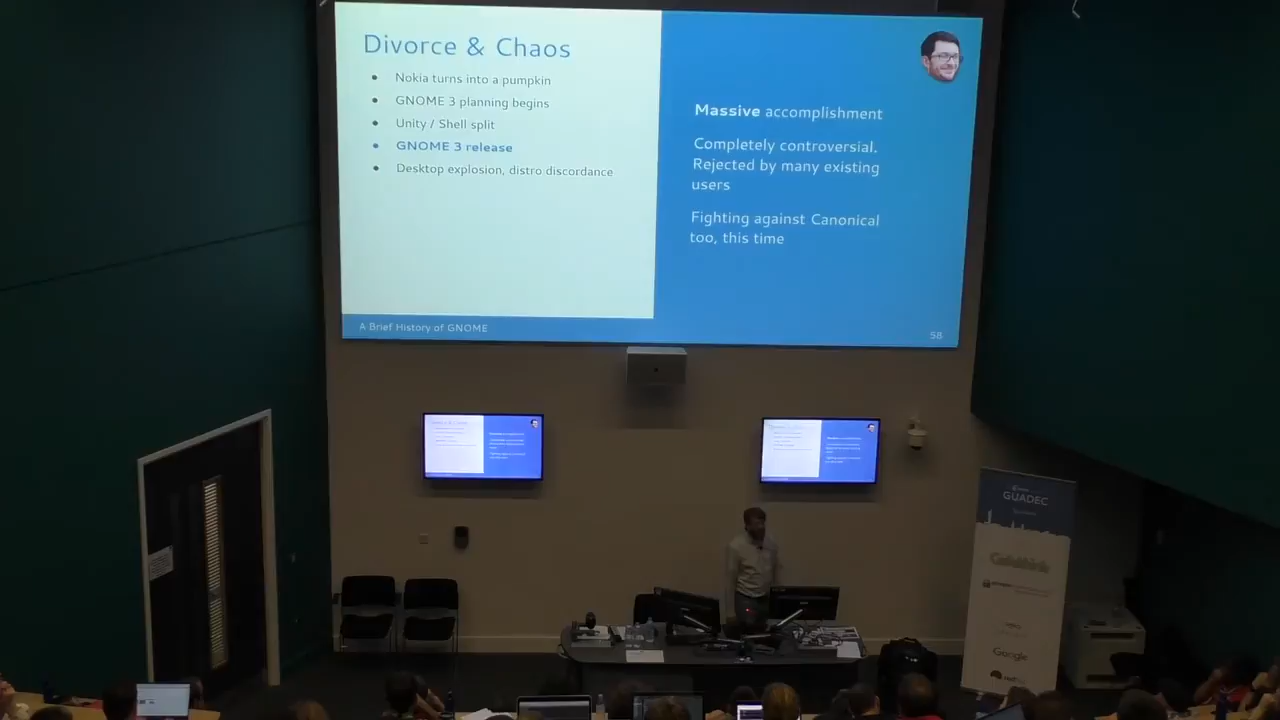 Divorce & Chaos
• Nokia turns into a pumpkin
• GNOME 3 planning begins
• Unity / Shell split
• GNOME 3 release
• Desktop explosion, distro discordance
Massive accomplishment
Completely controversial.
Rejected by many existing
users
Fighting against Canonical
too, this time
A Brief History of GNOME
58
GUADEC
Codethink
Google